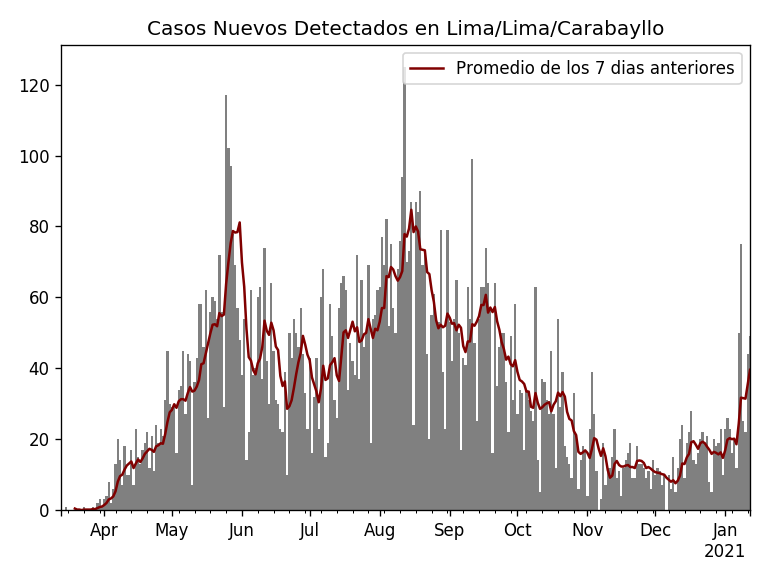 Casos Nuevos Detectados en Lima/Lima/Carabayllo
Promedio de los 7 dias anteriores
120
100
80
60
40
20
0
Apr May Jun Jul Aug Sep Oct Nov Dec Jan
2021